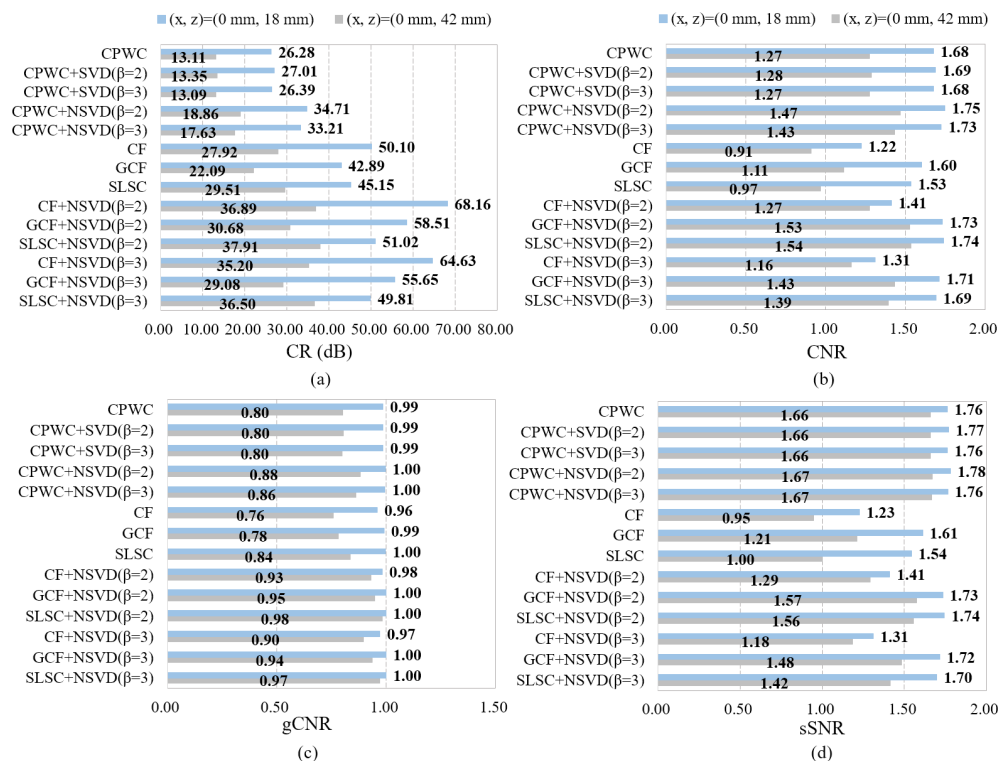 (x, z)=(0 mm, 18 mm) (x, z)=(0 mm, 42 mm)
CPWC 13.11 26.28
CPWC+SVD(β=2) 13.35 27.01
CPWC+SVD(β=3) 13.09 26.39
CPWC+NSVD(β=2) 18.86 34.71
CPWC+NSVD(β=3) 17.63 33.21
CF 27.92 50.10
GCF 22.09 42.89
SLSC 29.51 45.15
CF+NSVD(β=2) 36.89 68.16
GCF+NSVD(β=2) 30.68 58.51
SLSC+NSVD(β=2) 37.91 51.02
CF+NSVD(β=3) 35.20 64.63
GCF+NSVD(β=3) 29.08 55.65
SLSC+NSVD(β=3) 36.50 49.81
0.00 10.00 20.00 30.00 40.00 50.00 60.00 70.00 80.00
CR (dB)
(a)
(x, z)=(0 mm, 18 mm) (x, z)=(0 mm, 42 mm)
CPWC 1.27 1.68
CPWC+SVD(β=2) 1.28 1.69
CPWC+SVD(β=3) 1.27 1.68
CPWC+NSVD(β=2) 1.47 1.75
CPWC+NSVD(β=3) 1.43 1.73
CF 0.91 1.22
GCF 1.11 1.60
SLSC 0.97 1.53
CF+NSVD(β=2) 1.27 1.41
GCF+NSVD(β=2) 1.53 1.73
SLSC+NSVD(β=2) 1.54 1.74
CF+NSVD(β=3) 1.16 1.31
GCF+NSVD(β=3) 1.43 1.71
SLSC+NSVD(β=3) 1.39 1.69
0.00 0.50 1.00 1.50 2.00
CNR
(b)
CPWC 0.80 0.99
CPWC+SVD(β=2) 0.80 0.99
CPWC+SVD(β=3) 0.80 0.99
CPWC+NSVD(β=2) 0.88 1.00
CPWC+NSVD(β=3) 0.86 1.00
CF 0.76 0.96
GCF 0.78 0.99
SLSC 0.84 1.00
CF+NSVD(β=2) 0.93 0.98
GCF+NSVD(β=2) 0.95 1.00
SLSC+NSVD(β=2) 0.98 1.00
CF+NSVD(β=3) 0.90 0.97
GCF+NSVD(β=3) 0.94 1.00
SLSC+NSVD(β=3) 0.97 1.00
0.00 0.50 1.00 1.50
gCNR
(c)
CPWC 1.66 1.76
CPWC+SVD(β=2) 1.66 1.77
CPWC+SVD(β=3) 1.66 1.76
CPWC+NSVD(β=2) 1.67 1.78
CPWC+NSVD(β=3) 1.67 1.76
CF 0.95 1.23
GCF 1.21 1.61
SLSC 1.00 1.54
CF+NSVD(β=2) 1.29 1.41
GCF+NSVD(β=2) 1.57 1.73
SLSC+NSVD(β=2) 1.56 1.74
CF+NSVD(β=3) 1.18 1.31
GCF+NSVD(β=3) 1.48 1.72
SLSC+NSVD(β=3) 1.42 1.70
0.00 0.50 1.00 1.50 2.00
sSNR
(d)